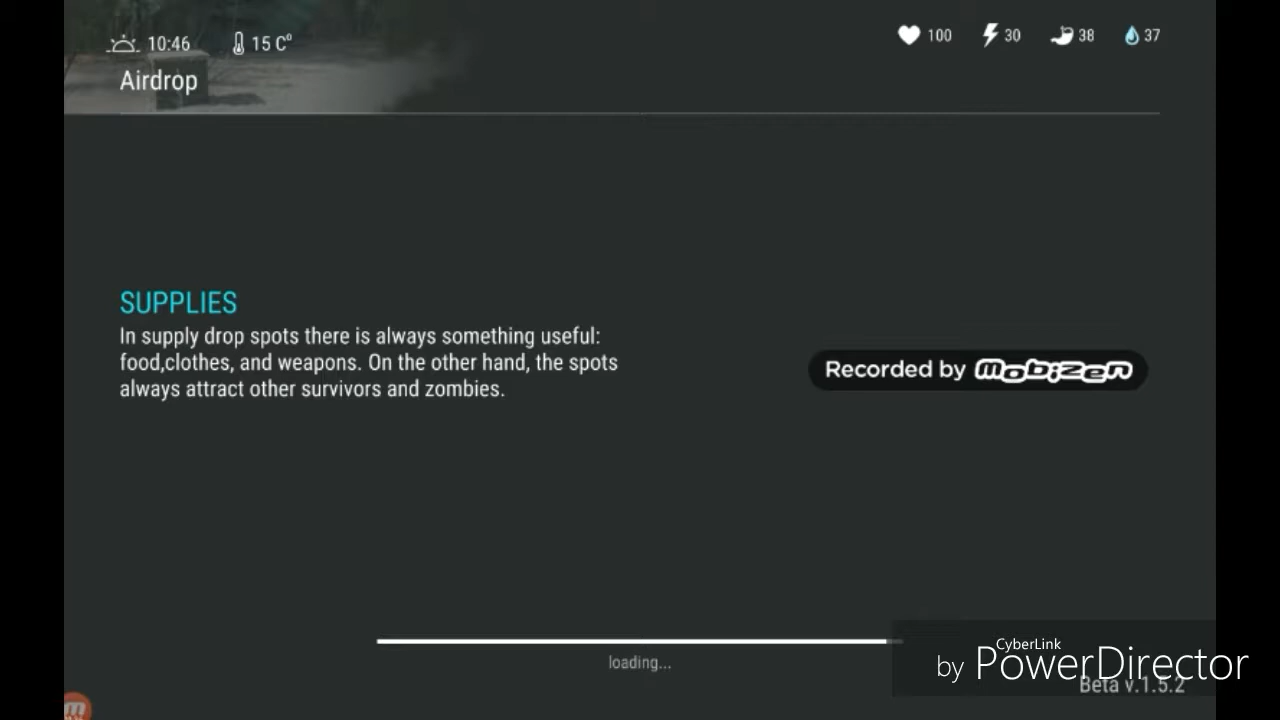 10:46 15 C°
100 30 38 37
Airdrop
SUPPLIES
In supply drop spots there is always something useful:
food,clothes, and weapons. On the other hand, the spots
always attract other survivors and zombies.
Recorded by mobizen
loading...
CyberLink
by PowerDirector
Beta v.1.5.2